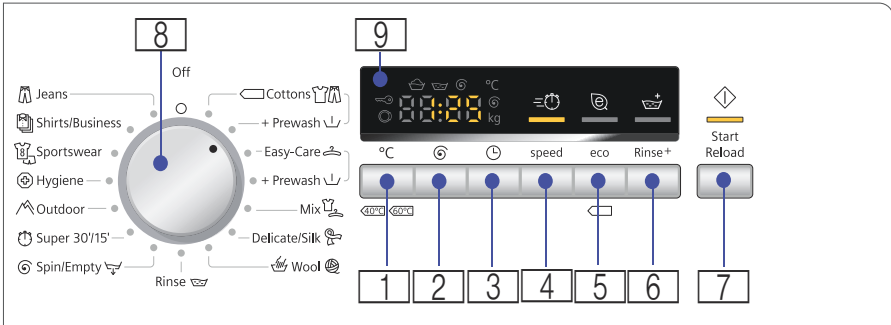 8
9
Off
Jeans
Shirts/Business
Sportswear
Hygiene
Outdoor
Super 30'/15'
Spin/Empty
Rinse
Cottons
+ Prewash
Easy-Care
+ Prewash
Mix
Delicate/Silk
Wool
°C
1:25
kg
°C
speed
eco
Rinse+
Start
Reload
40°C 60°C
1
2
3
4
5
6
7